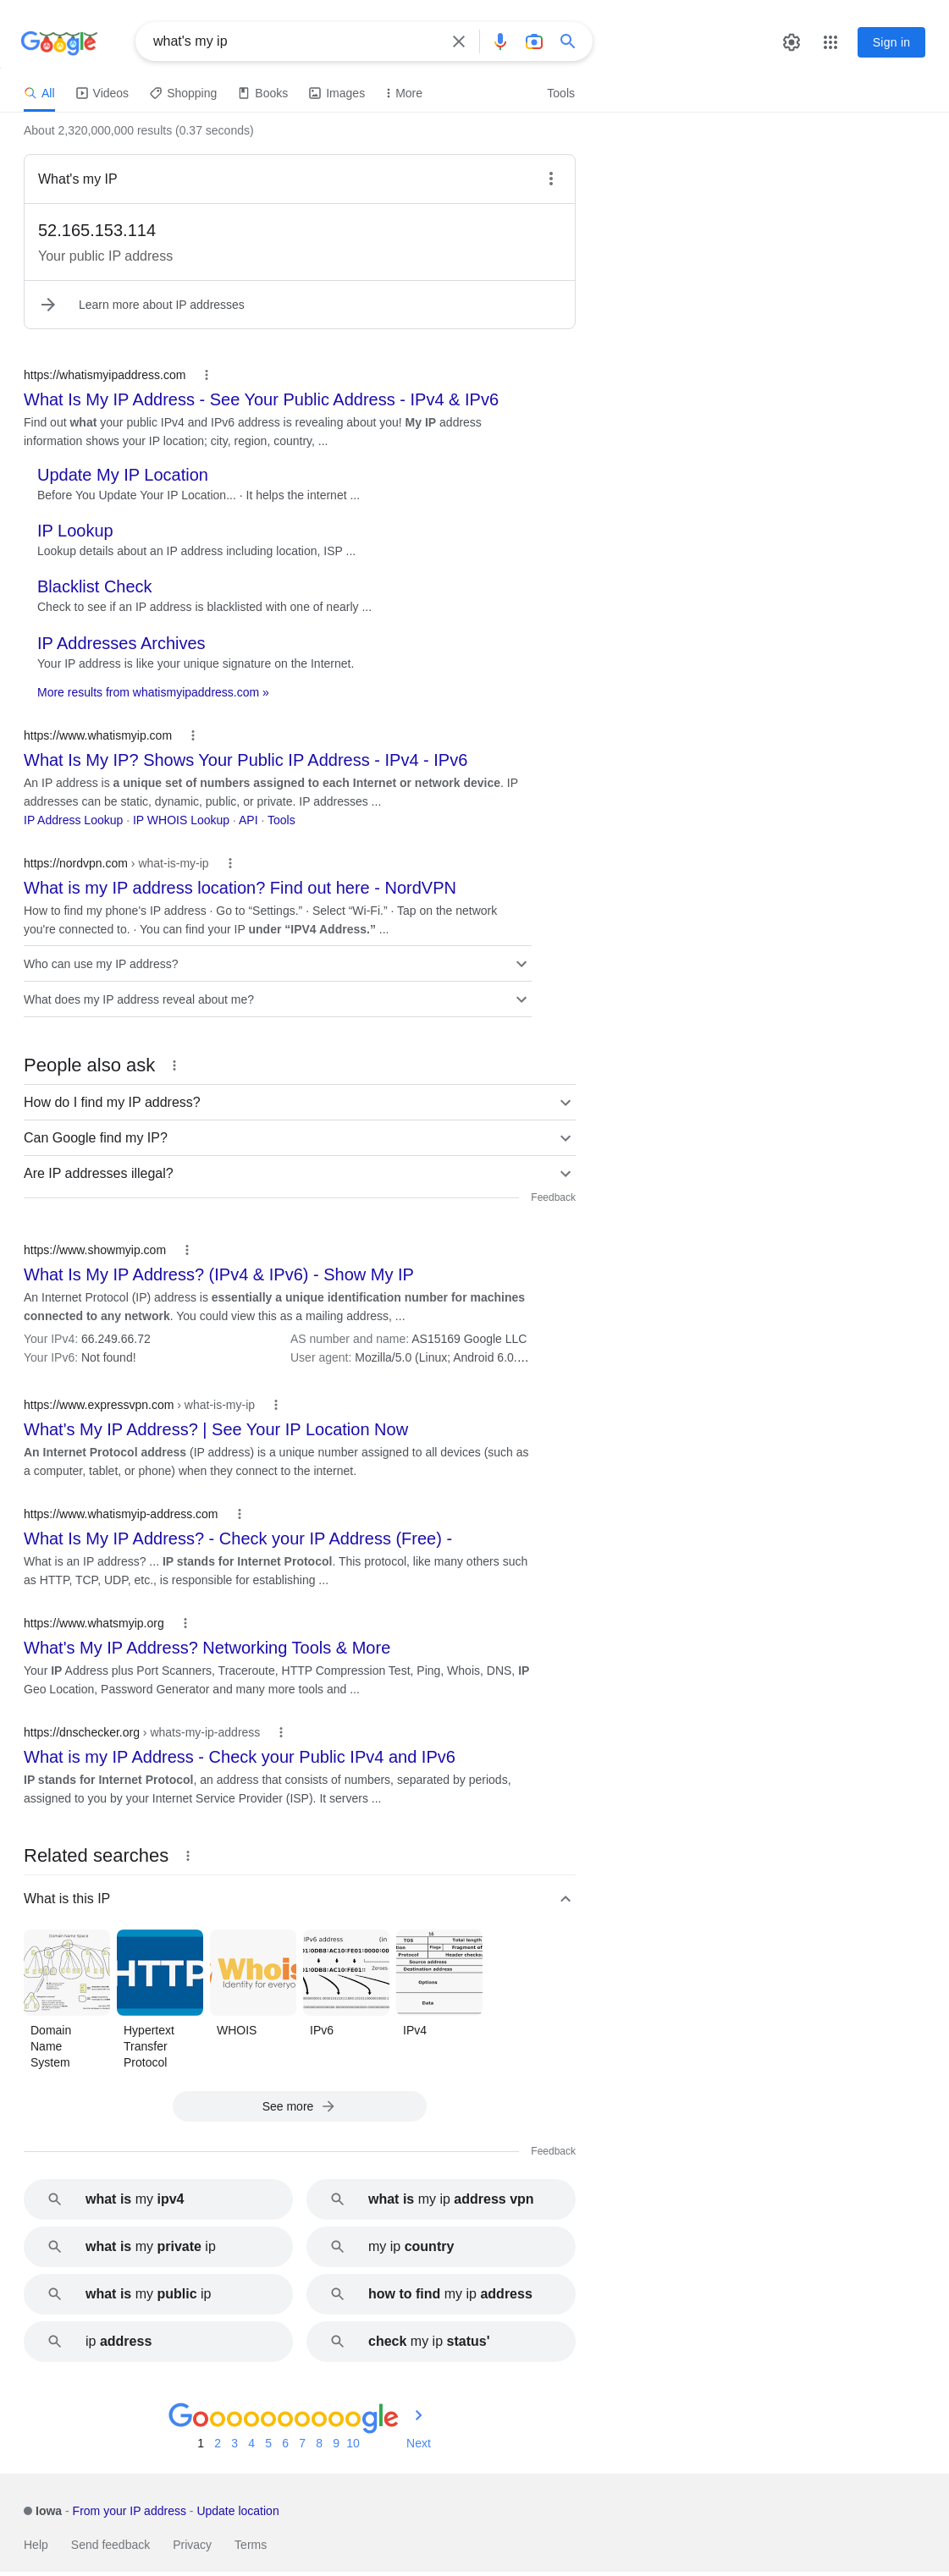 Google
what's my ip
Sign in
All
Videos
Shopping
Books
Images
More
Tools
About 2,320,000,000 results (0.37 seconds)
What's my IP
52.165.153.114
Your public IP address
Learn more about IP addresses
https://whatismyipaddress.com
What Is My IP Address - See Your Public Address - IPv4 & IPv6
Find out what your public IPv4 and IPv6 address is revealing about you! My IP address
information shows your IP location; city, region, country, ...
Update My IP Location
Before You Update Your IP Location... · It helps the internet ...
IP Lookup
Lookup details about an IP address including location, ISP ...
Blacklist Check
Check to see if an IP address is blacklisted with one of nearly ...
IP Addresses Archives
Your IP address is like your unique signature on the Internet.
More results from whatismyipaddress.com »
https://www.whatismyip.com
What Is My IP? Shows Your Public IP Address - IPv4 - IPv6
An IP address is a unique set of numbers assigned to each Internet or network device. IP
addresses can be static, dynamic, public, or private. IP addresses ...
IP Address Lookup · IP WHOIS Lookup · API · Tools
https://nordvpn.com › what-is-my-ip
What is my IP address location? Find out here - NordVPN
How to find my phone's IP address · Go to “Settings.” · Select “Wi-Fi.” · Tap on the network
you're connected to. · You can find your IP under “IPV4 Address.” ...
Who can use my IP address?
What does my IP address reveal about me?
People also ask
How do I find my IP address?
Can Google find my IP?
Are IP addresses illegal?
Feedback
https://www.showmyip.com
What Is My IP Address? (IPv4 & IPv6) - Show My IP
An Internet Protocol (IP) address is essentially a unique identification number for machines
connected to any network. You could view this as a mailing address, ...
Your IPv4: 66.249.66.72
AS number and name: AS15169 Google LLC
Your IPv6: Not found!
User agent: Mozilla/5.0 (Linux; Android 6.0....
https://www.expressvpn.com › what-is-my-ip
What's My IP Address? | See Your IP Location Now
An Internet Protocol address (IP address) is a unique number assigned to all devices (such as
a computer, tablet, or phone) when they connect to the internet.
https://www.whatismyip-address.com
What Is My IP Address? - Check your IP Address (Free) -
What is an IP address? ... IP stands for Internet Protocol. This protocol, like many others such
as HTTP, TCP, UDP, etc., is responsible for establishing ...
https://www.whatsmyip.org
What's My IP Address? Networking Tools & More
Your IP Address plus Port Scanners, Traceroute, HTTP Compression Test, Ping, Whois, DNS, IP
Geo Location, Password Generator and many more tools and ...
https://dnschecker.org › whats-my-ip-address
What is my IP Address - Check your Public IPv4 and IPv6
IP stands for Internet Protocol, an address that consists of numbers, separated by periods,
assigned to you by your Internet Service Provider (ISP). It servers ...
Related searches
What is this IP
Domain Name Space
HTTP
Whois
Identity for everyo
IPv6 address (in
Zeroes
16
TOS
Total length
Flags
Fragment of
Protocol
Header checks
Source address
Destination address
Options
Data
Domain
Name
System
Hypertext
Transfer
Protocol
WHOIS
IPv6
IPv4
See more
Feedback
what is my ipv4
what is my ip address vpn
what is my private ip
my ip country
what is my public ip
how to find my ip address
ip address
check my ip status'
Goooooooooogle
1 2 3 4 5 6 7 8 9 10 Next
Iowa - From your IP address - Update location
Help
Send feedback
Privacy
Terms